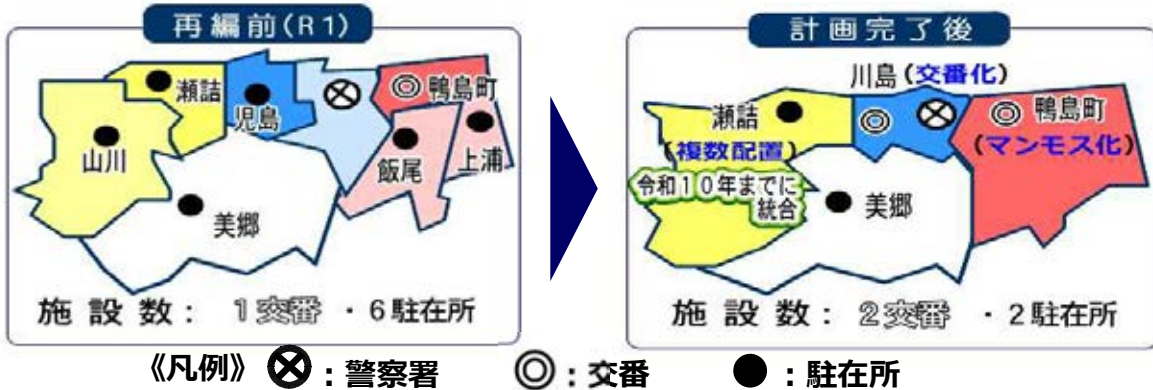 再編前(R1)
瀬詰
児島
鴨島町
山川
飯尾
上浦
美郷
施設数: 1交番・6駐在所
計画完了後
川島(交番化)
瀬詰
(複数配置)
鴨島町
(マンモス化)
令和10年までに
統合
美郷
施設数: 2交番・2駐在所
《凡例》 :警察署 :交番 :駐在所